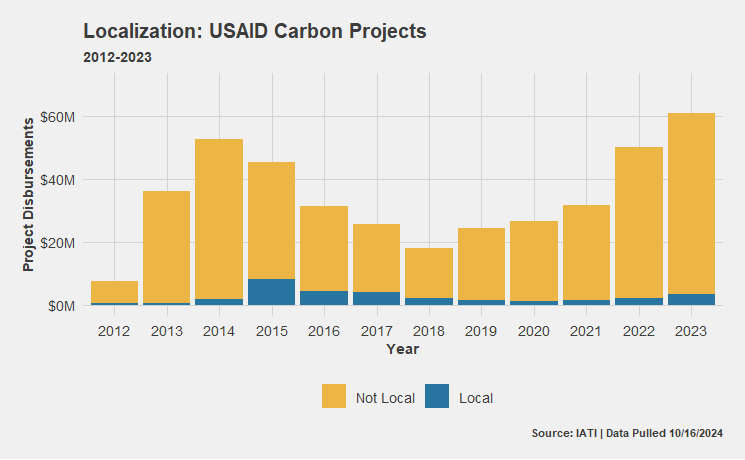 Localization: USAID Carbon Projects
2012-2023
Project Disbursements
$60M
$40M
$20M
$0M
2012 2013 2014 2015 2016 2017 2018 2019 2020 2021 2022 2023
Year
Not Local Local
Source: IATI | Data Pulled 10/16/2024